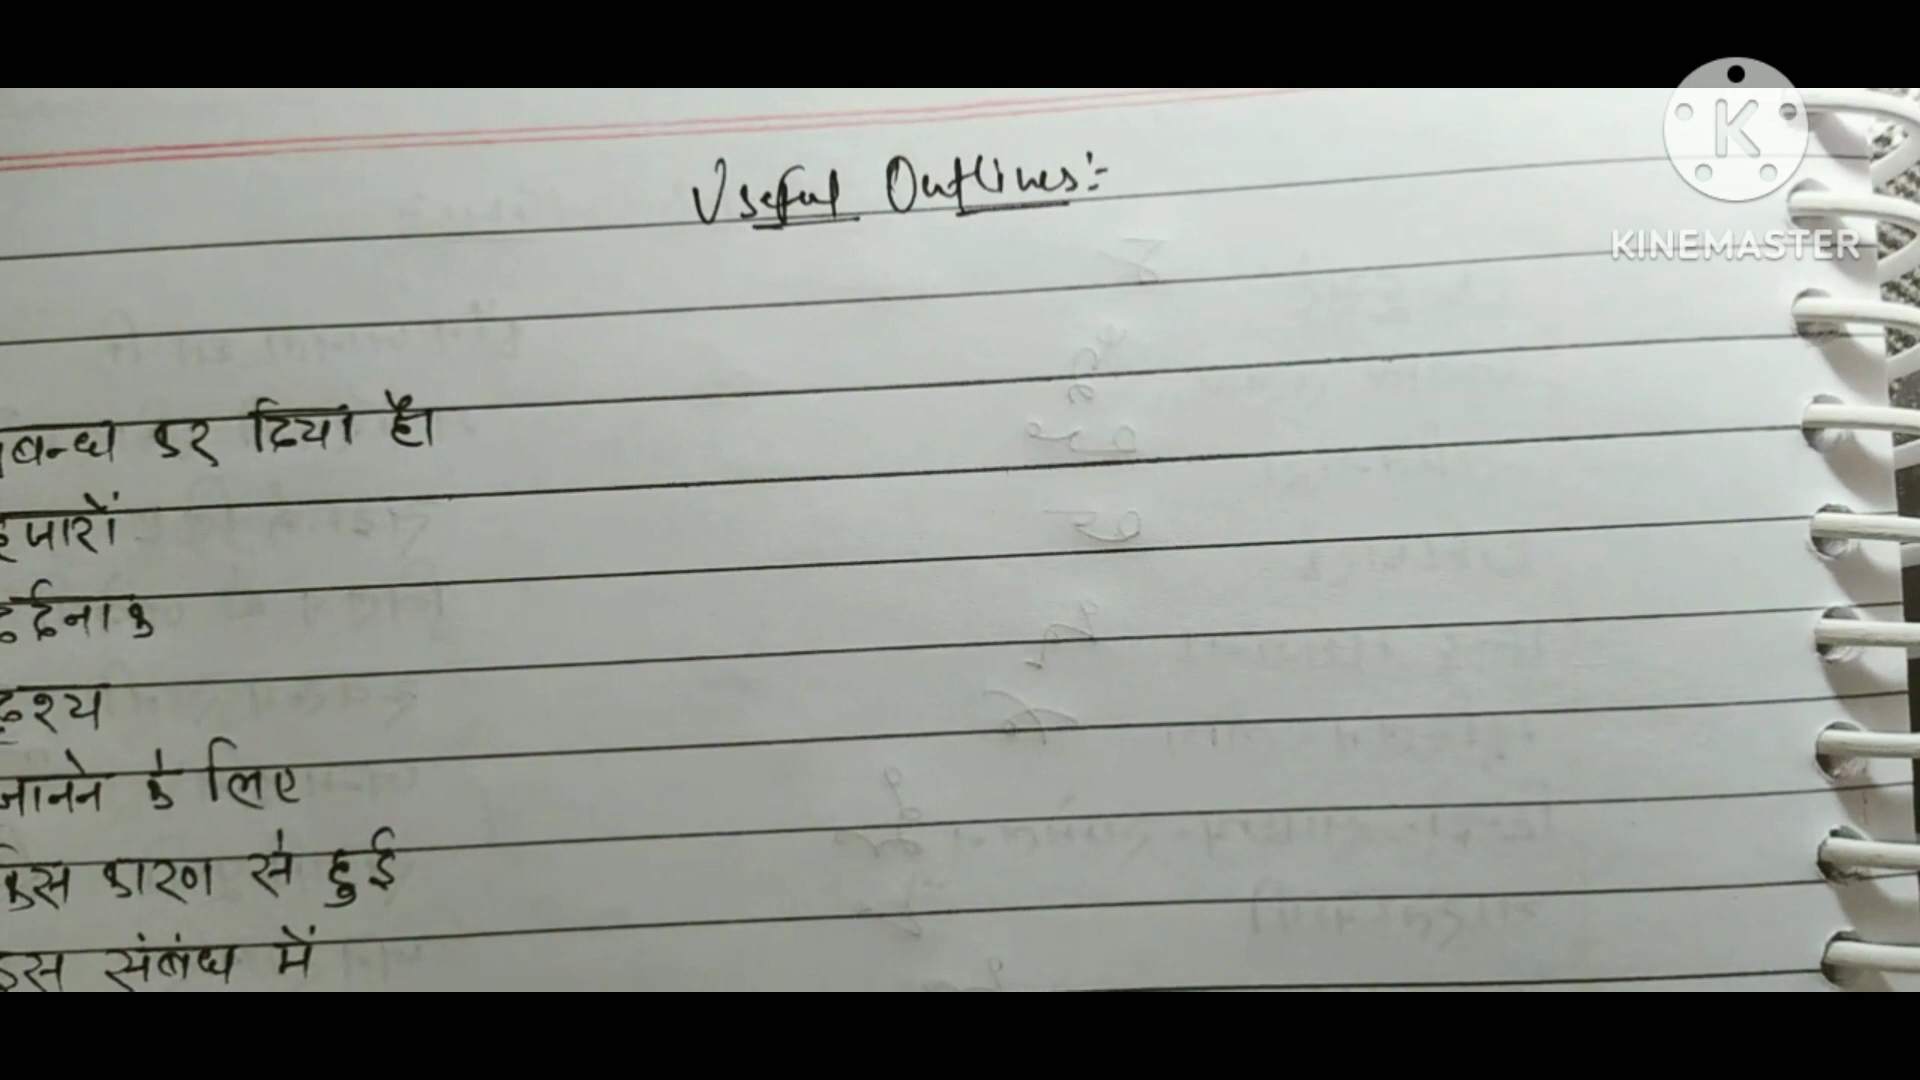 Useful Outlines:-
K
KINEMASTER
बन्ध कर दिया है।
हजारों
दर्दनाक
दृश्य
जानने के लिए
किस कारण से हुई
इस संबंध में